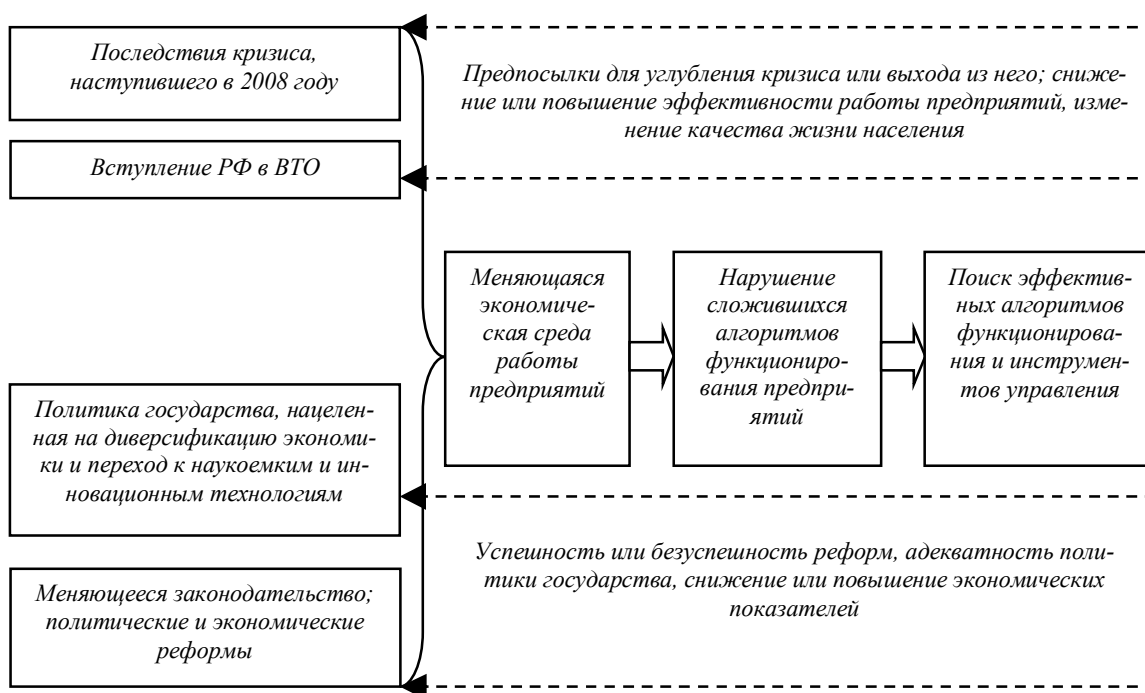 Последствия кризиса,
наступившего в 2008 году
Предпосылки для углубления кризиса или выхода из него; сниже-
ние или повышение эффективности работы предприятий, изме-
нение качества жизни населения
Вступление РФ в ВТО
Меняющаяся
экономиче-
ская среда
работы
предприятий
Нарушение
сложившихся
алгоритмов
функциониро-
вания предпри-
ятий
Поиск эффектив-
ных алгоритмов
функционирова-
ния и инструмен-
тов управления
Политика государства, нацелен-
ная на диверсификацию экономи-
ки и переход к наукоемким и ин-
новационным технологиям
Успешность или безуспешность реформ, адекватность поли-
тики государства, снижение или повышение экономических
показателей
Меняющееся законодательство;
политические и экономические
реформы